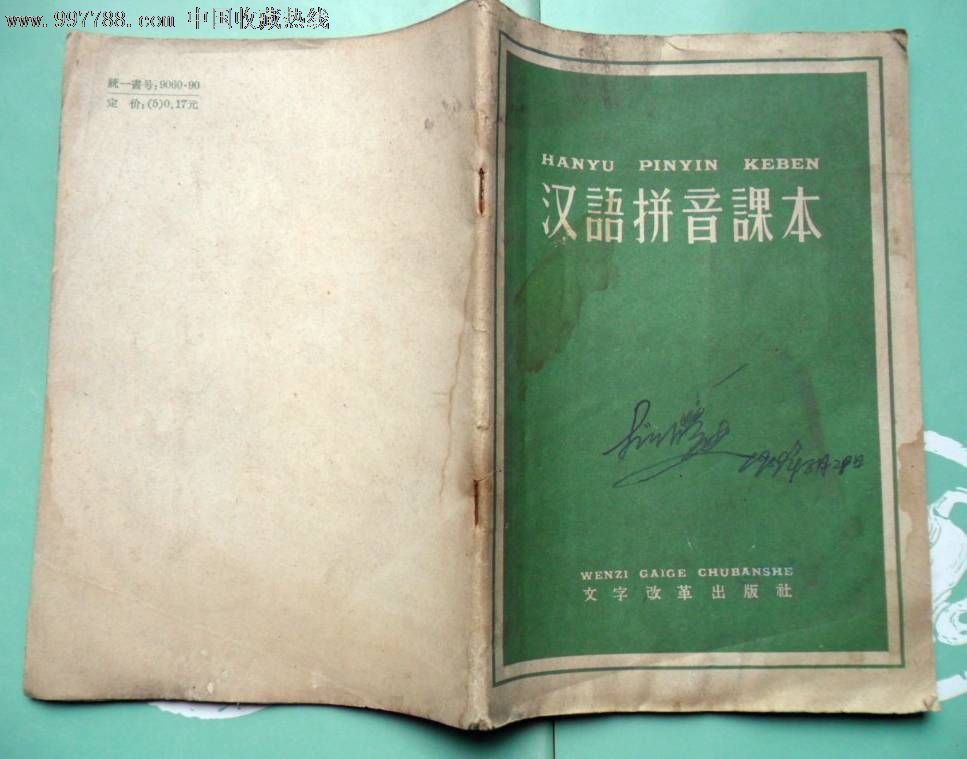 www.997788.com 中国收藏热线
統一書号:9060·90
定 价:(5)0.17元
HANYU PINYIN KEBEN
汉語拼音課本
WENZI GAIGE CHUBANSHE
文字改革出版社